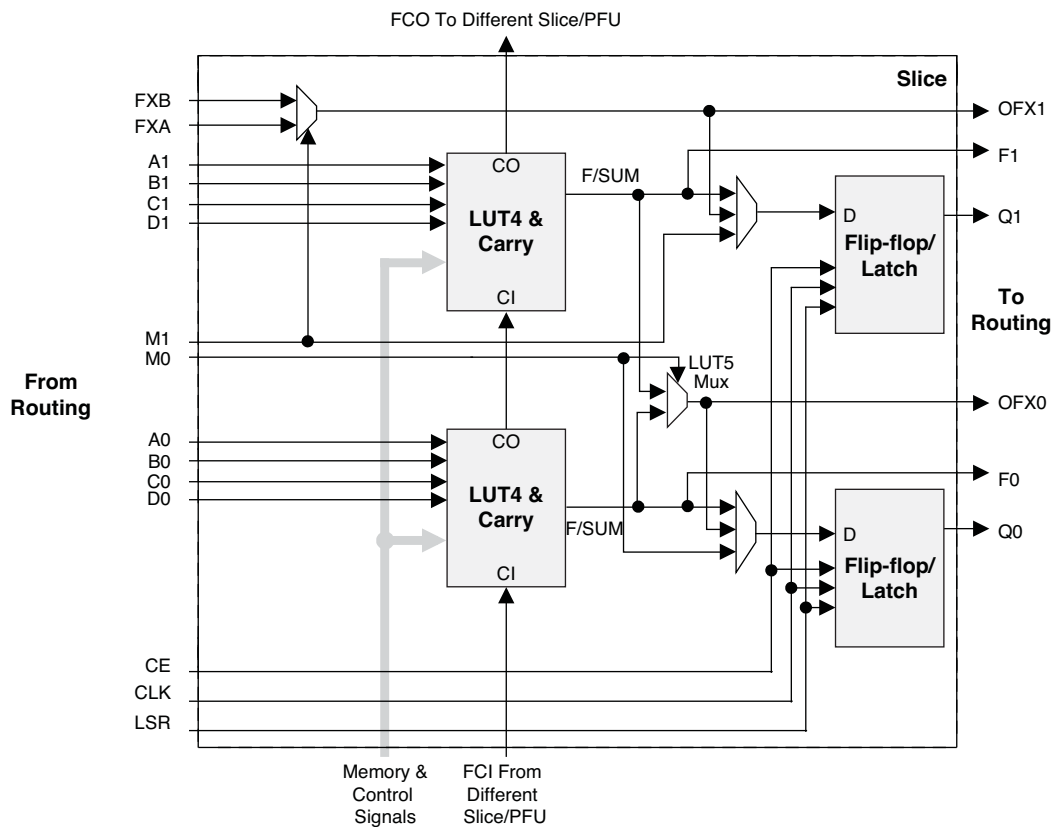 FCO To Different Slice/PFU
Slice
FXB
FXA
OFX1
F1
A1
B1
C1
D1
CO
LUT4 &
Carry
CI
F/SUM
D
Flip-flop/
Latch
Q1
To
Routing
M1
M0
From
Routing
LUT5
Mux
OFX0
A0
B0
C0
D0
CO
LUT4 &
Carry
CI
F/SUM
F0
D
Flip-flop/
Latch
Q0
CE
CLK
LSR
Memory &
Control
Signals
FCI From
Different
Slice/PFU